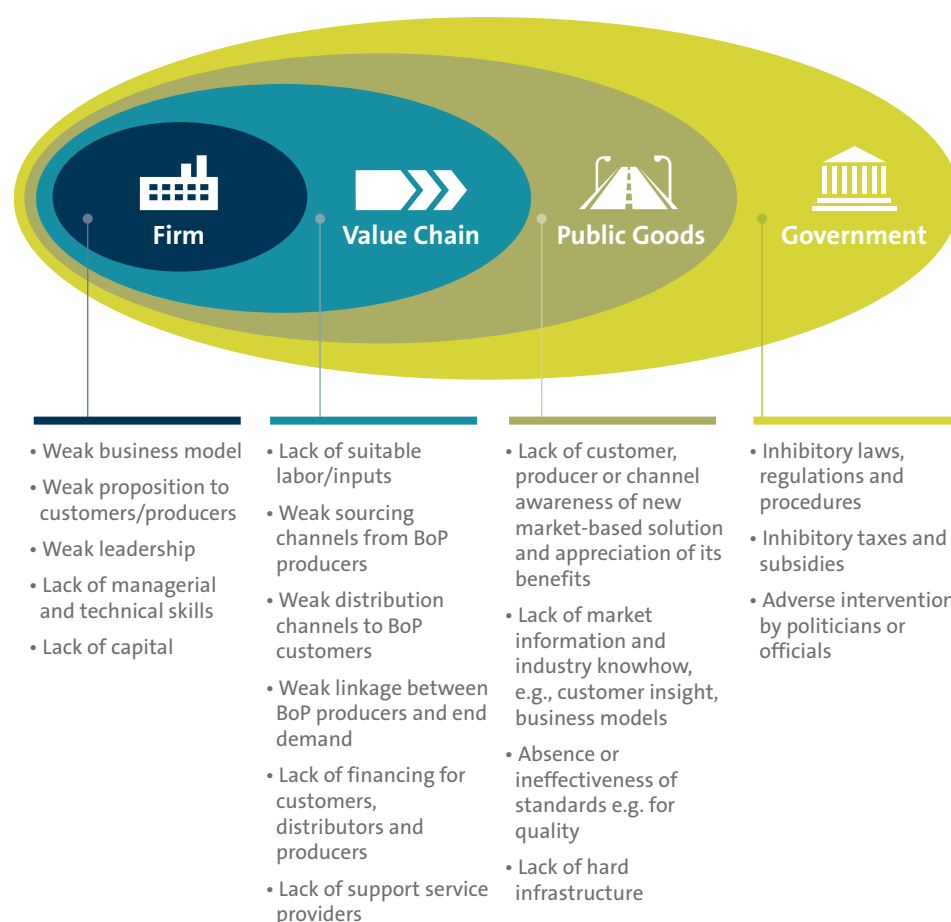 Firm
Value Chain
Public Goods
Government
• Weak business model
• Weak proposition to
customers/producers
• Weak leadership
• Lack of managerial
and technical skills
• Lack of capital
• Lack of suitable
labor/inputs
• Weak sourcing
channels from BoP
producers
• Weak distribution
channels to BoP
customers
• Weak linkage between
BoP producers and end
demand
• Lack of financing for
customers,
distributors and
producers
• Lack of support service
providers
• Lack of customer,
producer or channel
awareness of new
market-based solution
and appreciation of its
benefits
• Lack of market
information and
industry knowhow,
e.g., customer insight,
business models
• Absence or
ineffectiveness of
standards e.g. for
quality
• Lack of hard
infrastructure
• Inhibitory laws,
regulations and
procedures
• Inhibitory taxes and
subsidies
• Adverse intervention
by politicians or
officials